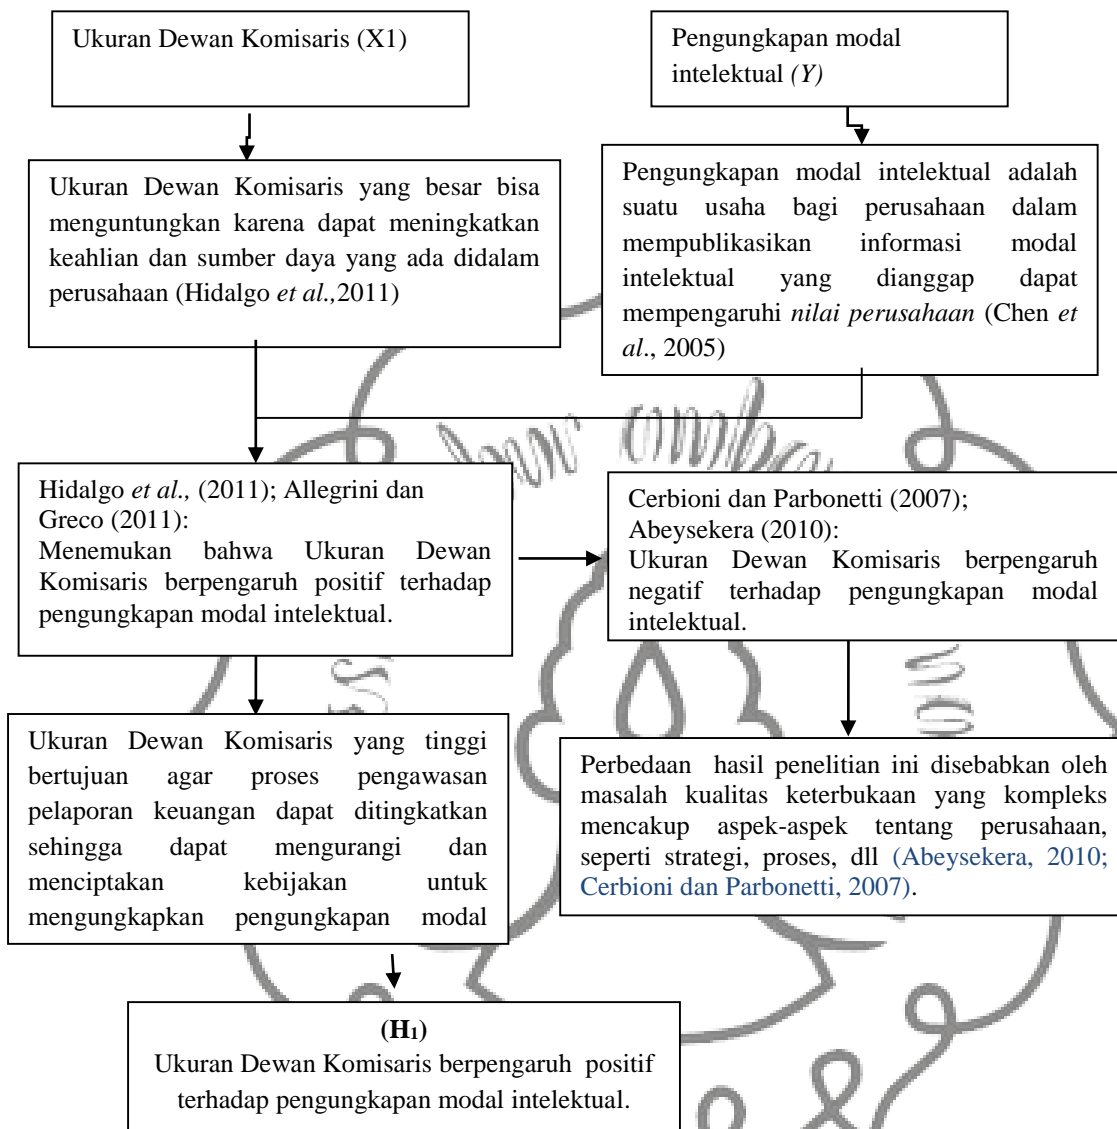 Ukuran Dewan Komisaris (X1)
Pengungkapan modal
intelektual (Y)
Ukuran Dewan Komisaris yang besar bisa
menguntungkan karena dapat meningkatkan
keahlian dan sumber daya yang ada didalam
perusahaan (Hidalgo et al.,2011)
Pengungkapan modal intelektual adalah
suatu usaha bagi perusahaan dalam
mempublikasikan informasi modal
intelektual yang dianggap dapat
mempengaruhi nilai perusahaan (Chen et
al., 2005)
Hidalgo et al., (2011); Allegrini dan
Greco (2011):
Menemukan bahwa Ukuran Dewan
Komisaris berpengaruh positif terhadap
pengungkapan modal intelektual.
Cerbioni dan Parbonetti (2007);
Abeysekera (2010):
Ukuran Dewan Komisaris berpengaruh
negatif terhadap pengungkapan modal
intelektual.
Ukuran Dewan Komisaris yang tinggi
bertujuan agar proses pengawasan
pelaporan keuangan dapat ditingkatkan
sehingga dapat mengurangi dan
menciptakan kebijakan untuk
mengungkapkan pengungkapan modal
Perbedaan hasil penelitian ini disebabkan oleh
masalah kualitas keterbukaan yang kompleks
mencakup aspek-aspek tentang perusahaan,
seperti strategi, proses, dll (Abeysekera, 2010;
Cerbioni dan Parbonetti, 2007).
(H1)
Ukuran Dewan Komisaris berpengaruh positif
terhadap pengungkapan modal intelektual.